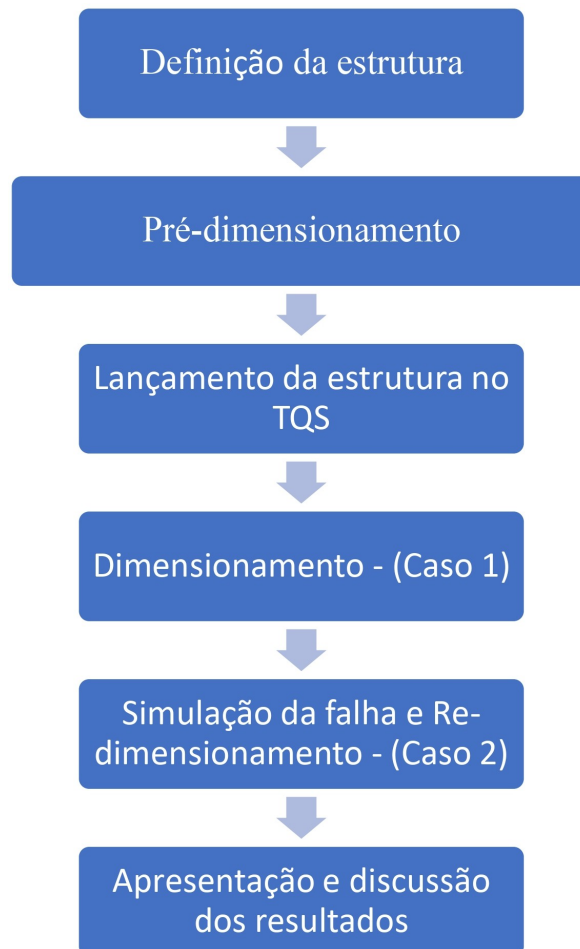 Definição da estrutura
Pré-dimensionamento
Lançamento da estrutura no
TQS
Dimensionamento - (Caso 1)
Simulação da falha e Re-
dimensionamento - (Caso 2)
Apresentação e discussão
dos resultados